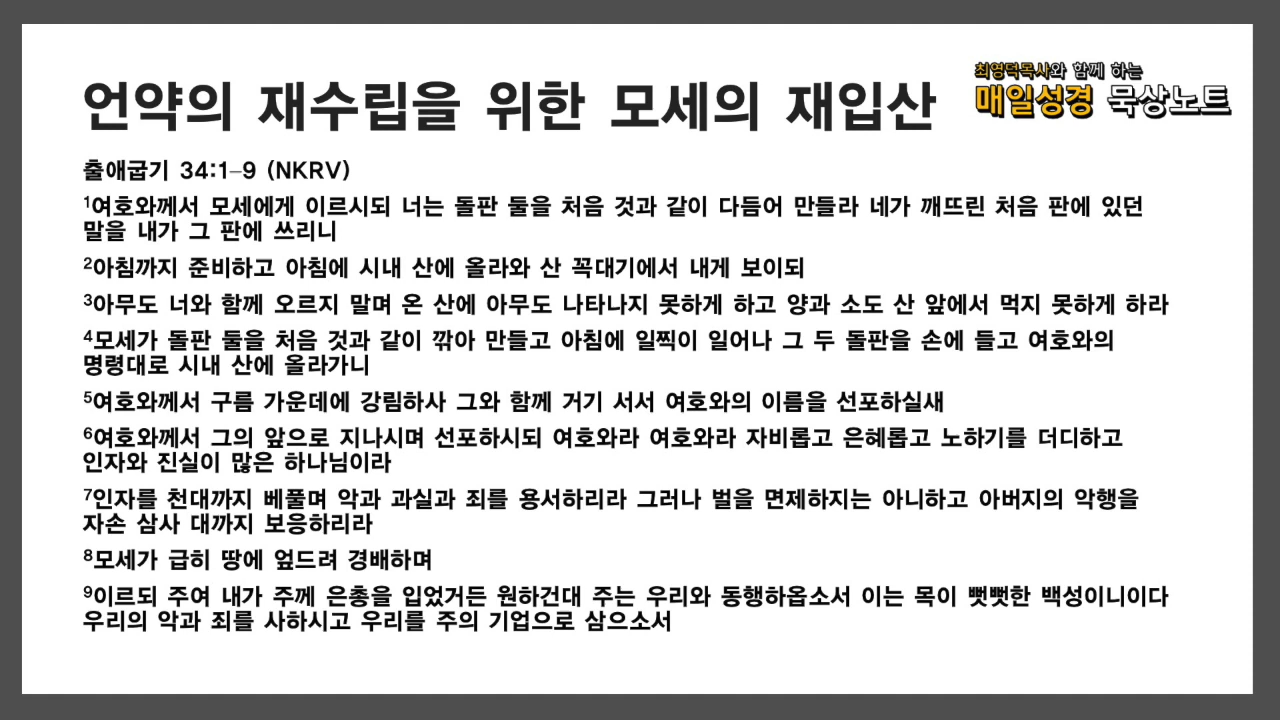 언약의 재수립을 위한 모세의 재입산
최영덕목사와 함께 하는
매일성경 묵상노트
출애굽기 34:1–9 (NKRV)
¹여호와께서 모세에게 이르시되 너는 돌판 둘을 처음 것과 같이 다듬어 만들라 네가 깨뜨린 처음 판에 있던
말을 내가 그 판에 쓰리니
²아침까지 준비하고 아침에 시내 산에 올라와 산 꼭대기에서 내게 보이되
³아무도 너와 함께 오르지 말며 온 산에 아무도 나타나지 못하게 하고 양과 소도 산 앞에서 먹지 못하게 하라
⁴모세가 돌판 둘을 처음 것과 같이 깎아 만들고 아침에 일찍이 일어나 그 두 돌판을 손에 들고 여호와의
명령대로 시내 산에 올라가니
⁵여호와께서 구름 가운데에 강림하사 그와 함께 거기 서서 여호와의 이름을 선포하실새
⁶여호와께서 그의 앞으로 지나시며 선포하시되 여호와라 여호와라 자비롭고 은혜롭고 노하기를 더디하고
인자와 진실이 많은 하나님이라
⁷인자를 천대까지 베풀며 악과 과실과 죄를 용서하리라 그러나 벌을 면제하지는 아니하고 아버지의 악행을
자손 삼사 대까지 보응하리라
⁸모세가 급히 땅에 엎드려 경배하며
⁹이르되 주여 내가 주께 은총을 입었거든 원하건대 주는 우리와 동행하옵소서 이는 목이 뻣뻣한 백성이니이다
우리의 악과 죄를 사하시고 우리를 주의 기업으로 삼으소서